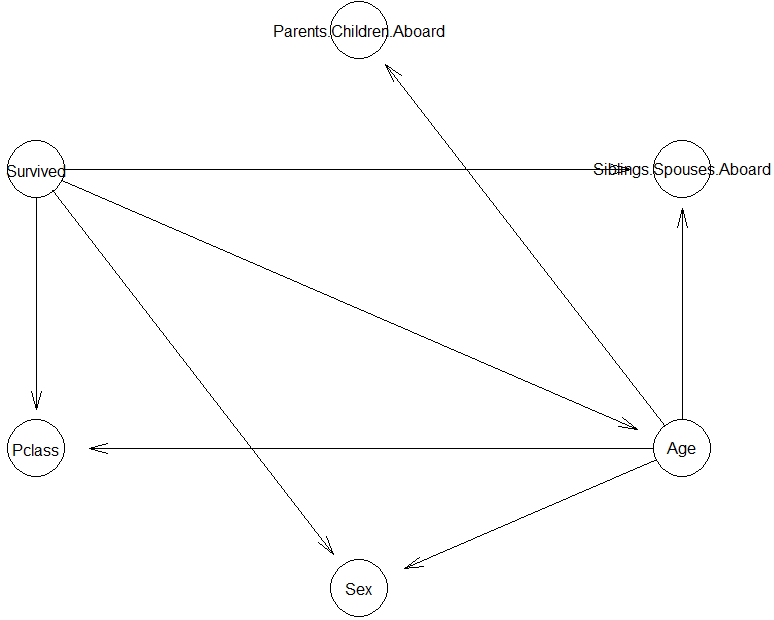 Parents.Children.Aboard
Survived
Siblings.Spouses.Aboard
Pclass
Age
Sex